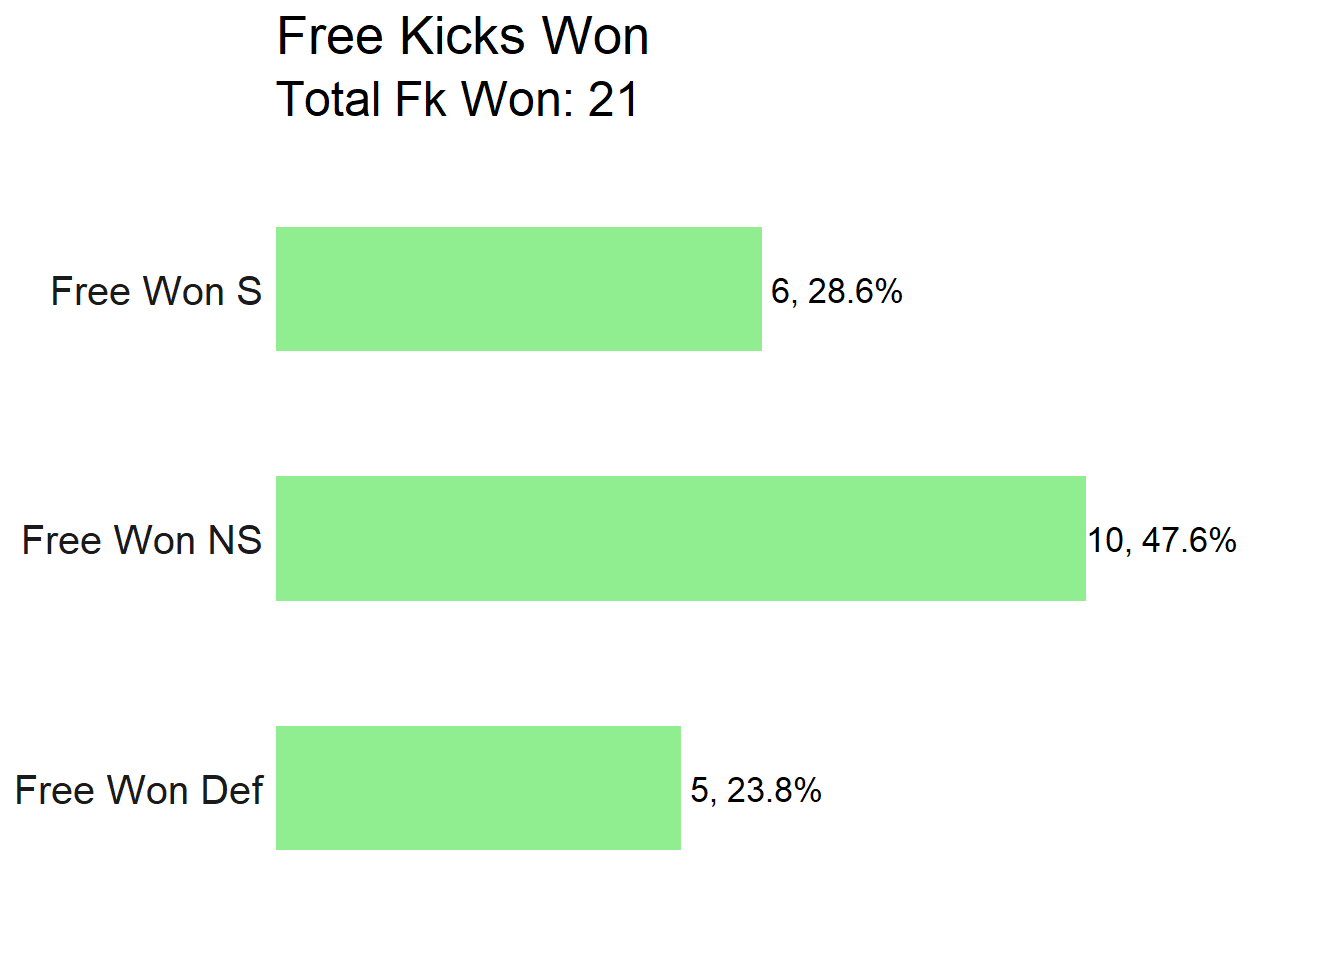 Free Kicks Won
Total Fk Won: 21
Free Won S
6, 28.6%
Free Won NS
10, 47.6%
Free Won Def
5, 23.8%